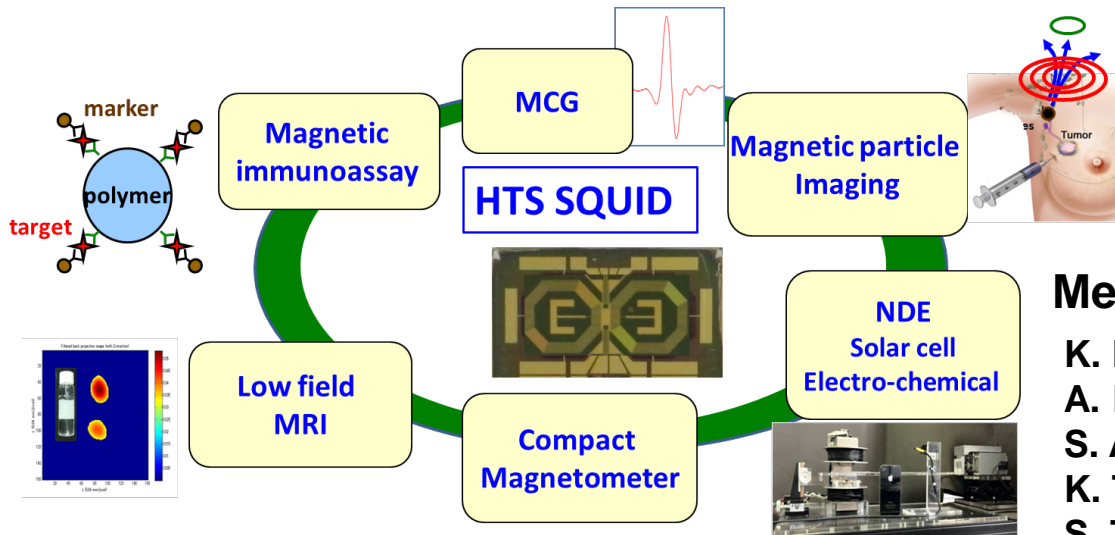 MCG
marker
Magnetic
immunoassay
polymer
target
HTS SQUID
Magnetic particle
Imaging
Tumor
NDE
Solar cell
Electro-chemical
Low field
MRI
Compact
Magnetometer
K.
A.
S. A
K. T
S. T